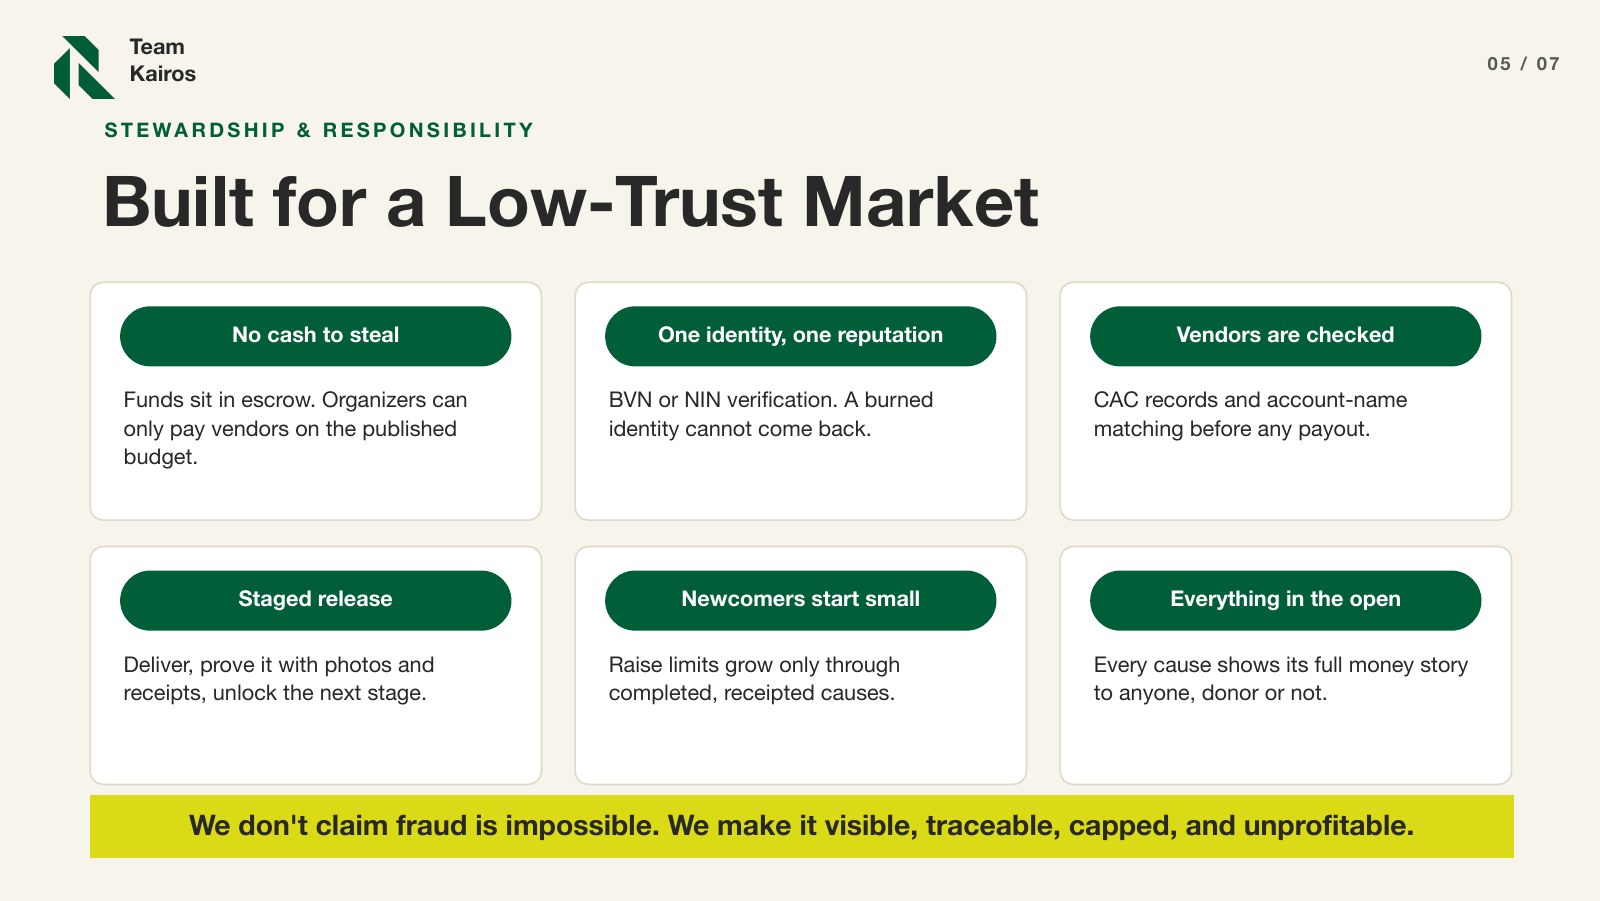 Team
Kairos
05 / 07
STEWARDSHIP & RESPONSIBILITY
Built for a Low-Trust Market
No cash to steal
Funds sit in escrow. Organizers can
only pay vendors on the published
budget.
One identity, one reputation
BVN or NIN verification. A burned
identity cannot come back.
Vendors are checked
CAC records and account-name
matching before any payout.
Staged release
Deliver, prove it with photos and
receipts, unlock the next stage.
Newcomers start small
Raise limits grow only through
completed, receipted causes.
Everything in the open
Every cause shows its full money story
to anyone, donor or not.
We don't claim fraud is impossible. We make it visible, traceable, capped, and unprofitable.